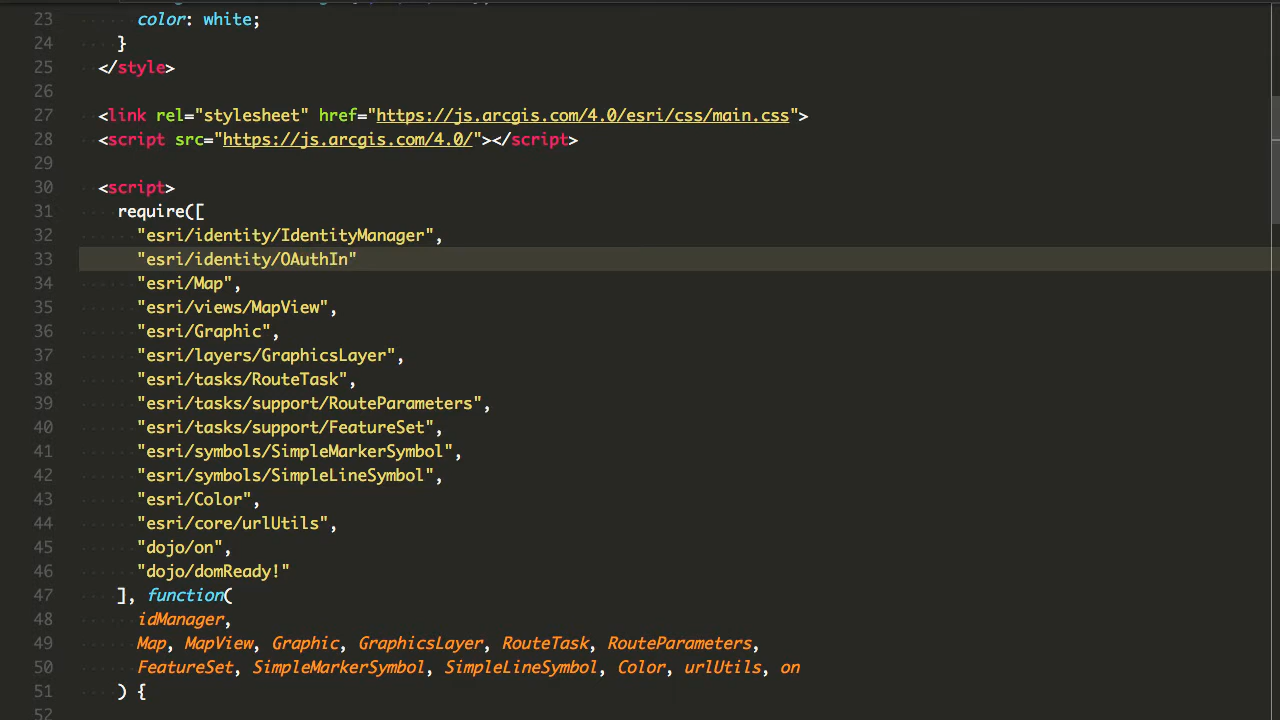 23 color: white;
24 }
25 </style>
26
27 <link rel="stylesheet" href="https://js.arcgis.com/4.0/esri/css/main.css">
28 <script src="https://js.arcgis.com/4.0/"></script>
29
30 <script>
31 require([
32 "esri/identity/IdentityManager",
33 "esri/identity/OAuthIn"
34 "esri/Map",
35 "esri/views/MapView",
36 "esri/Graphic",
37 "esri/layers/GraphicsLayer",
38 "esri/tasks/RouteTask",
39 "esri/tasks/support/RouteParameters",
40 "esri/tasks/support/FeatureSet",
41 "esri/symbols/SimpleMarkerSymbol",
42 "esri/symbols/SimpleLineSymbol",
43 "esri/Color",
44 "esri/core/urlUtils",
45 "dojo/on",
46 "dojo/domReady!"
47 ], function(
48 idManager,
49 Map, MapView, Graphic, GraphicsLayer, RouteTask, RouteParameters,
50 FeatureSet, SimpleMarkerSymbol, SimpleLineSymbol, Color, urlUtils, on
51 ) {
52